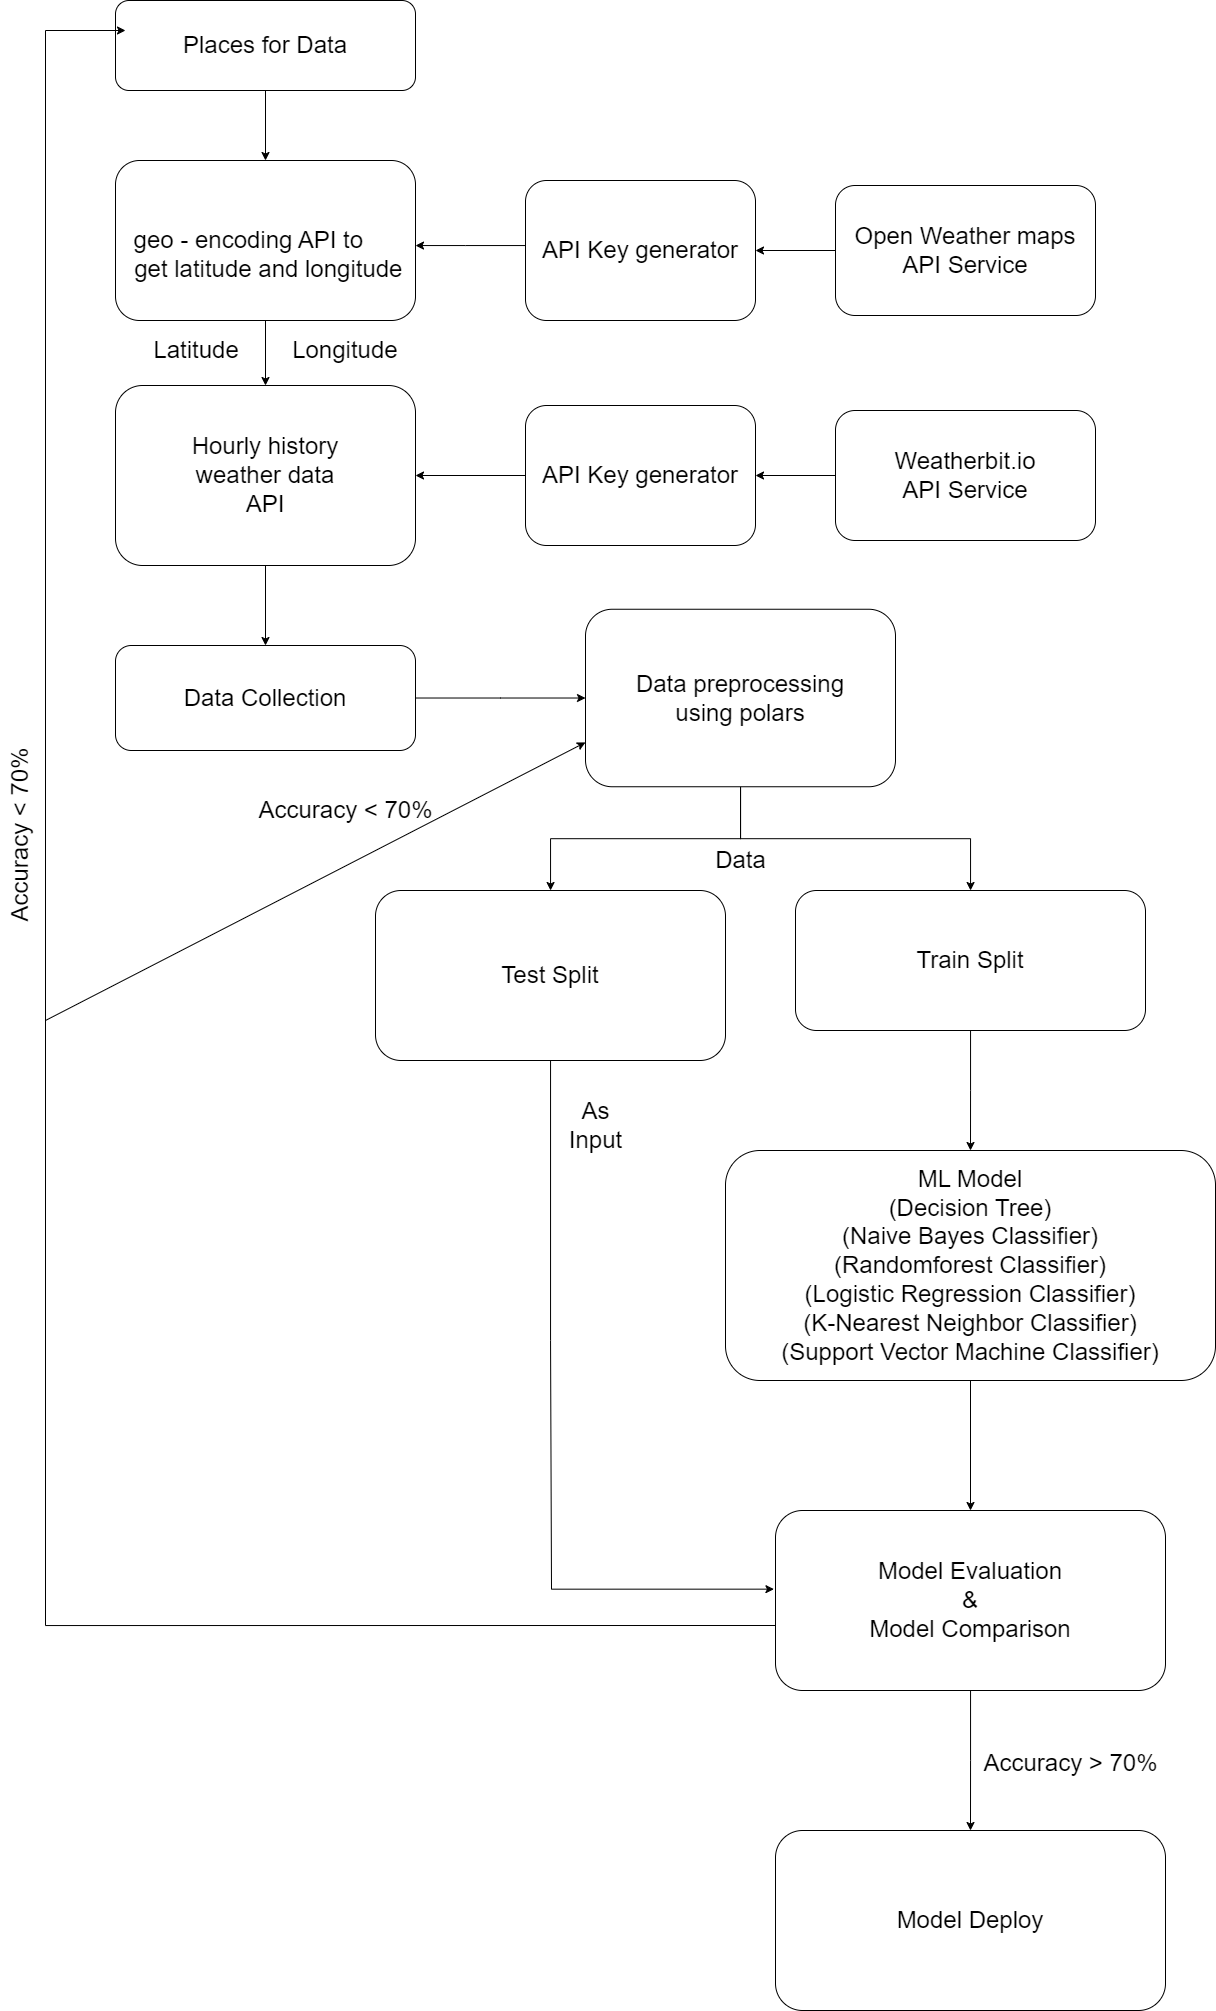 Places for Data
geo - encoding API to
get latitude and longitude
API Key generator
Open Weather maps
API Service
Latitude
Longitude
Hourly history
weather data
API
API Key generator
Weatherbit.io
API Service
Data Collection
Data preprocessing
using polars
Accuracy < 70%
Accuracy < 70%
Data
Test Split
Train Split
As
Input
ML Model
(Decision Tree)
(Naive Bayes Classifier)
(Randomforest Classifier)
(Logistic Regression Classifier)
(K-Nearest Neighbor Classifier)
(Support Vector Machine Classifier)
Model Evaluation
&
Model Comparison
Accuracy > 70%
Model Deploy